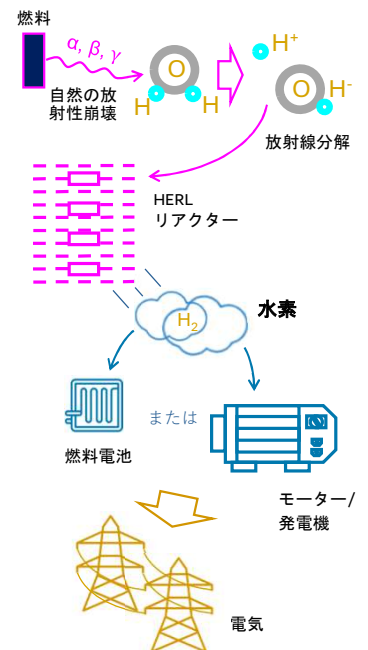 燃料
α, β, γ
自然の放
射性崩壊
O
H
H
H⁺
O
H⁻
放射線分解
HERL
リアクター
H₂
水素
または
燃料電池
モーター/
発電機
電気